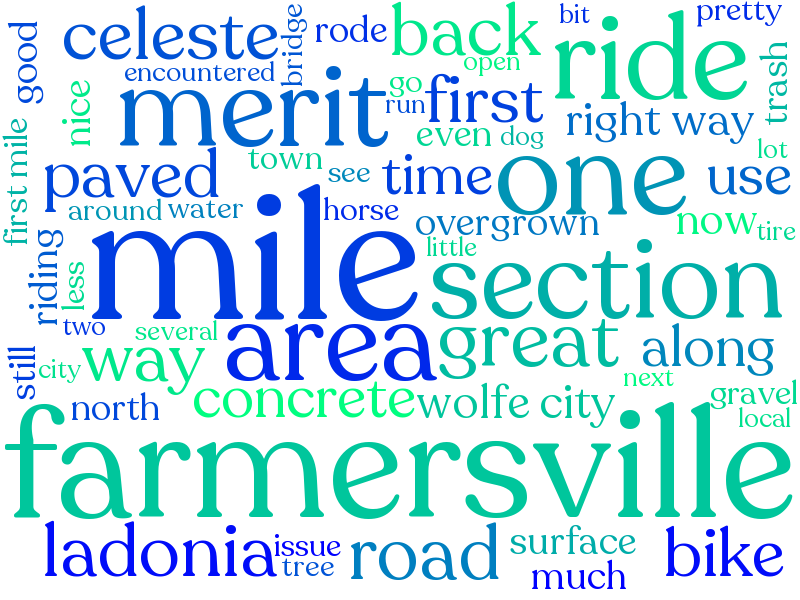 bit
pretty
good
celeste
bridge
rode
back
ride
encountered
open
trash
nice
merit
go
run
first
right way
even
dog
lot
first mile
paved
town
see
time
one
use
around
water
horse
overgrown
now
tire
riding
less
mile
little
section
two
several
area
great
along
still
city
way
next
north
concrete
wolfe city
gravel
local
farmersville
ladonia
issue
tree
road
surface
much
bike